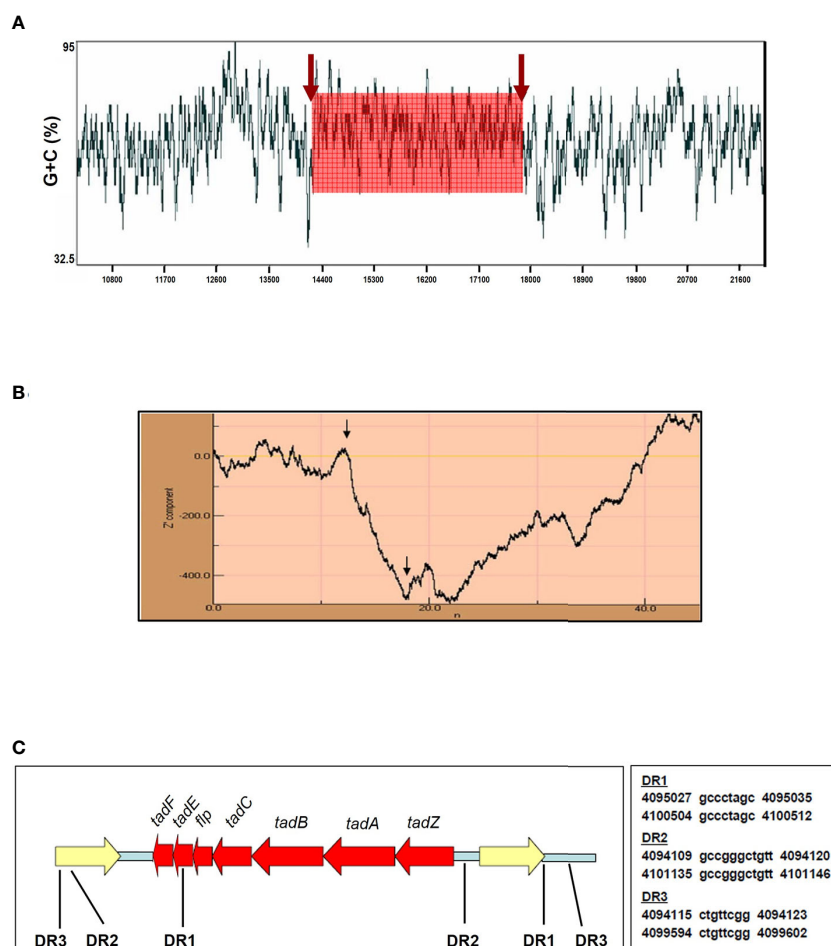 A
95
G+C (%)
32.5
10800 11700 12600 13500 14400 15300 16200 17100 18000 18900 19800 20700 21600
B
0.0
Z' component
-200.0
-400.0
0.0 20.0 40.0
n
C
tadF tadE flp tadC tadB tadA tadZ
DR3 DR2 DR1 DR2 DR1 DR3
DR1
4095027 gccctagc 4095035
4100504 gccctagc 4100512
DR2
4094109 gccgggctgtt 4094120
4101135 gccgggctgtt 4101146
DR3
4094115 ctgttcgg 4094123
4099594 ctgttcgg 4099602